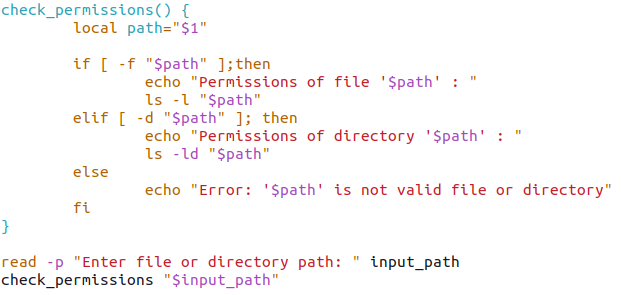 check_permissions() {
        local path="$1"

        if [ -f "$path" ];then
                echo "Permissions of file '$path' : "
                ls -l "$path"
        elif [ -d "$path" ]; then
                echo "Permissions of directory '$path' : "
                ls -ld "$path"
        else
                echo "Error: '$path' is not valid file or directory"
        fi
}

read -p "Enter file or directory path: " input_path
check_permissions "$input_path"